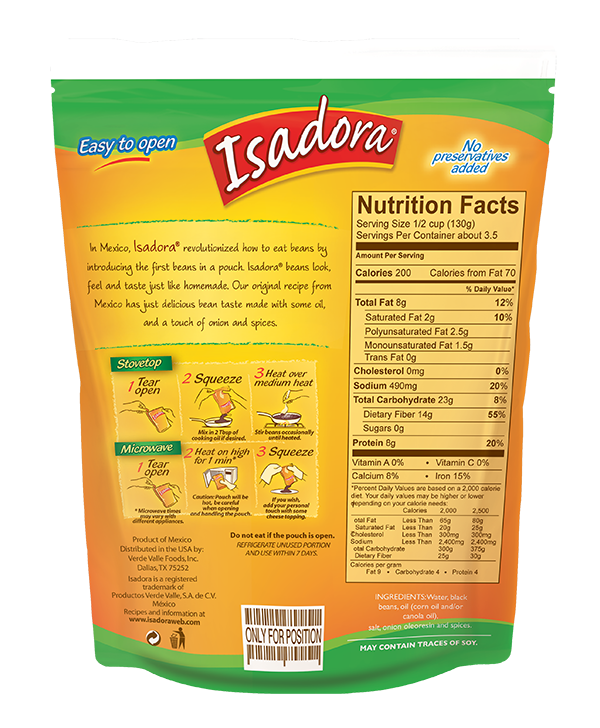 Easy to open
Isadora®
No
preservatives
added
In Mexico, Isadora® revolutionized how to eat beans by
introducing the first beans in a pouch. Isadora® beans look,
feel and taste just like homemade. Our original recipe from
Mexico has just delicious bean taste made with some oil,
and a touch of onion and spices.
Stovetop
1 Tear
open
2 Squeeze
Mix in 2 Tbsp of
cooking oil if desired.
3 Heat over
medium heat
Stir beans occasionally
until heated.
Microwave
1 Tear
open
* Microwave times
may vary with
different appliances.
2 Heat on high
for 1 min*
Caution: Pouch will be
hot, be careful
when opening
and handling the pouch.
3 Squeeze
If you wish,
add your personal
touch with some
cheese topping.
Product of Mexico
Distributed in the USA by:
Verde Valle Foods, Inc.
Dallas, TX 75252
Isadora is a registered
trademark of
Productos Verde Valle, S.A. de C.V.
México
Recipes and information at
www.isadoraweb.com
Do not eat if the pouch is open.
REFRIGERATE UNUSED PORTION
AND USE WITHIN 7 DAYS.
ONLY FOR POSITION
Nutrition Facts
Serving Size 1/2 cup (130g)
Servings Per Container about 3.5
Amount Per Serving
Calories 200 Calories from Fat 70
% Daily Value*
Total Fat 8g 12%
Saturated Fat 2g 10%
Polyunsaturated Fat 2.5g
Monounsaturated Fat 1.5g
Trans Fat 0g
Cholesterol 0mg 0%
Sodium 490mg 20%
Total Carbohydrate 23g 8%
Dietary Fiber 14g 55%
Sugars 0g
Protein 8g 20%
Vitamin A 0% • Vitamin C 0%
Calcium 8% • Iron 15%
*Percent Daily Values are based on a 2,000 calorie
diet. Your daily values may be higher or lower
depending on your calorie needs:
Calories 2,000 2,500
otal Fat Less Than 65g 80g
Saturated Fat Less Than 20g 25g
Cholesterol Less Than 300mg 300mg
Sodium Less Than 2,400mg 2,400mg
otal Carbohydrate 300g 375g
Dietary Fiber 25g 30g
Calories per gram
Fat 9 • Carbohydrate 4 • Protein 4
INGREDIENTS: Water, black
beans, oil (corn oil and/or
canola oil),
salt, onion oleoresin and spices.
MAY CONTAIN TRACES OF SOY.